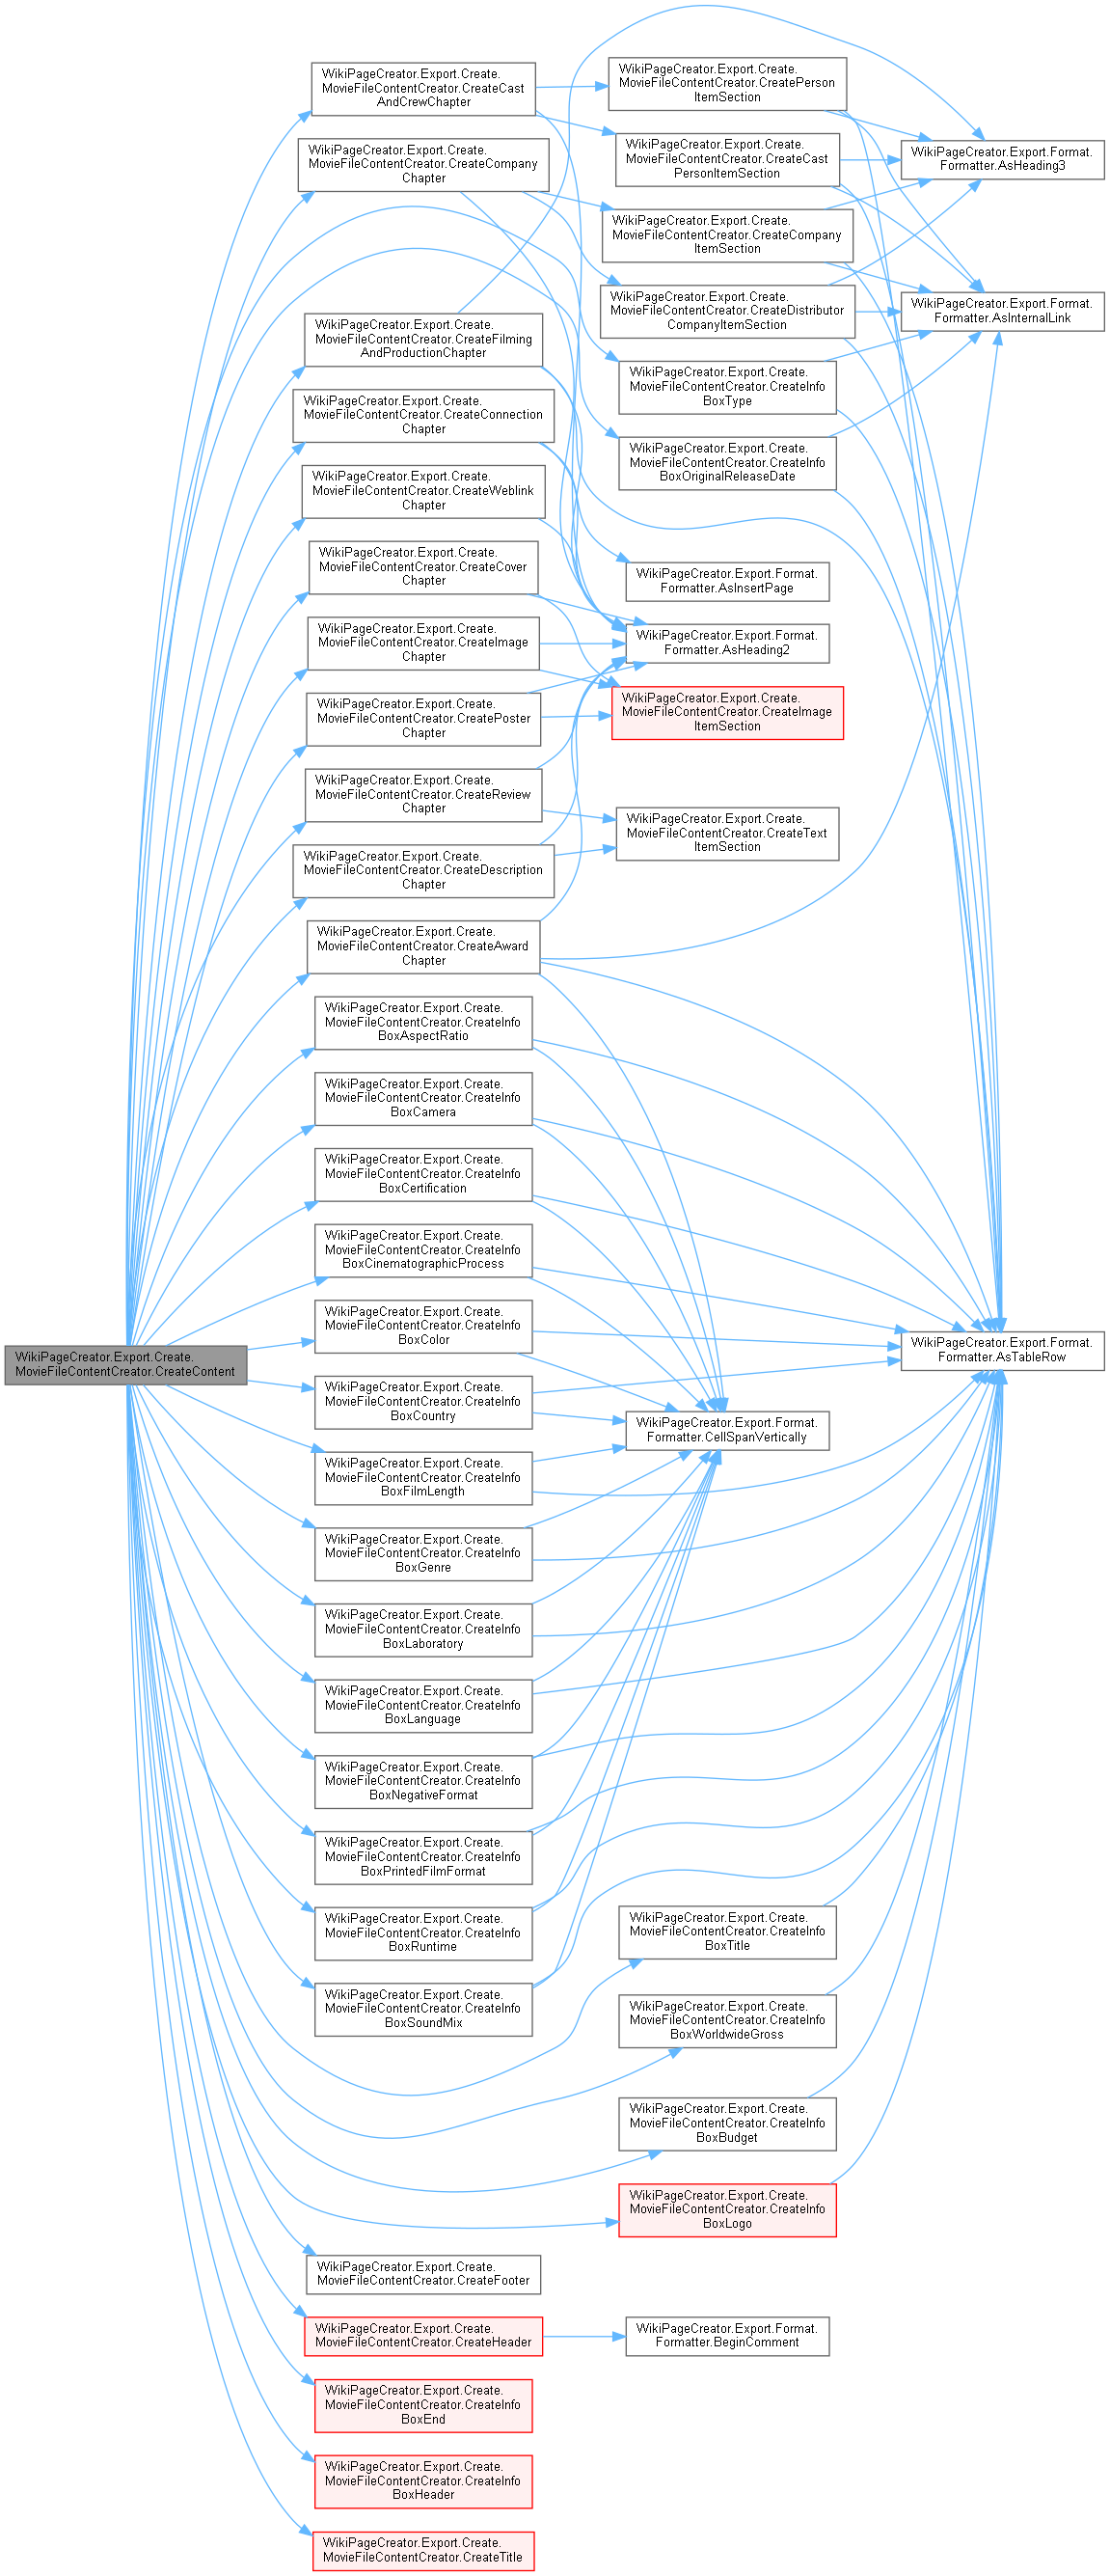 WikiPageCreator.Export.Create.
MovieFileContentCreator.CreateContent
WikiPageCreator.Export.Create.
MovieFileContentCreator.CreateCast
AndCrewChapter
WikiPageCreator.Export.Create.
MovieFileContentCreator.CreateCompany
Chapter
WikiPageCreator.Export.Create.
MovieFileContentCreator.CreateFilming
AndProductionChapter
WikiPageCreator.Export.Create.
MovieFileContentCreator.CreateConnection
Chapter
WikiPageCreator.Export.Create.
MovieFileContentCreator.CreateWeblink
Chapter
WikiPageCreator.Export.Create.
MovieFileContentCreator.CreateCover
Chapter
WikiPageCreator.Export.Create.
MovieFileContentCreator.CreateImage
Chapter
WikiPageCreator.Export.Create.
MovieFileContentCreator.CreatePoster
Chapter
WikiPageCreator.Export.Create.
MovieFileContentCreator.CreateReview
Chapter
WikiPageCreator.Export.Create.
MovieFileContentCreator.CreateDescription
Chapter
WikiPageCreator.Export.Create.
MovieFileContentCreator.CreateAward
Chapter
WikiPageCreator.Export.Create.
MovieFileContentCreator.CreateInfo
BoxAspectRatio
WikiPageCreator.Export.Create.
MovieFileContentCreator.CreateInfo
BoxCamera
WikiPageCreator.Export.Create.
MovieFileContentCreator.CreateInfo
BoxCertification
WikiPageCreator.Export.Create.
MovieFileContentCreator.CreateInfo
BoxCinematographicProcess
WikiPageCreator.Export.Create.
MovieFileContentCreator.CreateInfo
BoxColor
WikiPageCreator.Export.Create.
MovieFileContentCreator.CreateInfo
BoxCountry
WikiPageCreator.Export.Create.
MovieFileContentCreator.CreateInfo
BoxFilmLength
WikiPageCreator.Export.Create.
MovieFileContentCreator.CreateInfo
BoxGenre
WikiPageCreator.Export.Create.
MovieFileContentCreator.CreateInfo
BoxLaboratory
WikiPageCreator.Export.Create.
MovieFileContentCreator.CreateInfo
BoxLanguage
WikiPageCreator.Export.Create.
MovieFileContentCreator.CreateInfo
BoxNegativeFormat
WikiPageCreator.Export.Create.
MovieFileContentCreator.CreateInfo
BoxPrintedFilmFormat
WikiPageCreator.Export.Create.
MovieFileContentCreator.CreateInfo
BoxRuntime
WikiPageCreator.Export.Create.
MovieFileContentCreator.CreateInfo
BoxSoundMix
WikiPageCreator.Export.Create.
MovieFileContentCreator.CreateFooter
WikiPageCreator.Export.Create.
MovieFileContentCreator.CreateHeader
WikiPageCreator.Export.Create.
MovieFileContentCreator.CreateInfo
BoxEnd
WikiPageCreator.Export.Create.
MovieFileContentCreator.CreateInfo
BoxHeader
WikiPageCreator.Export.Create.
MovieFileContentCreator.CreateTitle
WikiPageCreator.Export.Create.
MovieFileContentCreator.CreatePerson
ItemSection
WikiPageCreator.Export.Create.
MovieFileContentCreator.CreateCast
PersonItemSection
WikiPageCreator.Export.Create.
MovieFileContentCreator.CreateCompany
ItemSection
WikiPageCreator.Export.Create.
MovieFileContentCreator.CreateDistributor
CompanyItemSection
WikiPageCreator.Export.Create.
MovieFileContentCreator.CreateInfo
BoxType
WikiPageCreator.Export.Create.
MovieFileContentCreator.CreateInfo
BoxOriginalReleaseDate
WikiPageCreator.Export.Format.
Formatter.AsInsertPage
WikiPageCreator.Export.Format.
Formatter.AsHeading2
WikiPageCreator.Export.Create.
MovieFileContentCreator.CreateImage
ItemSection
WikiPageCreator.Export.Create.
MovieFileContentCreator.CreateText
ItemSection
WikiPageCreator.Export.Format.
Formatter.CellSpanVertically
WikiPageCreator.Export.Create.
MovieFileContentCreator.CreateInfo
BoxTitle
WikiPageCreator.Export.Create.
MovieFileContentCreator.CreateInfo
BoxWorldwideGross
WikiPageCreator.Export.Create.
MovieFileContentCreator.CreateInfo
BoxBudget
WikiPageCreator.Export.Create.
MovieFileContentCreator.CreateInfo
BoxLogo
WikiPageCreator.Export.Format.
Formatter.BeginComment
WikiPageCreator.Export.Format.
Formatter.AsHeading3
WikiPageCreator.Export.Format.
Formatter.AsInternalLink
WikiPageCreator.Export.Format.
Formatter.AsTableRow